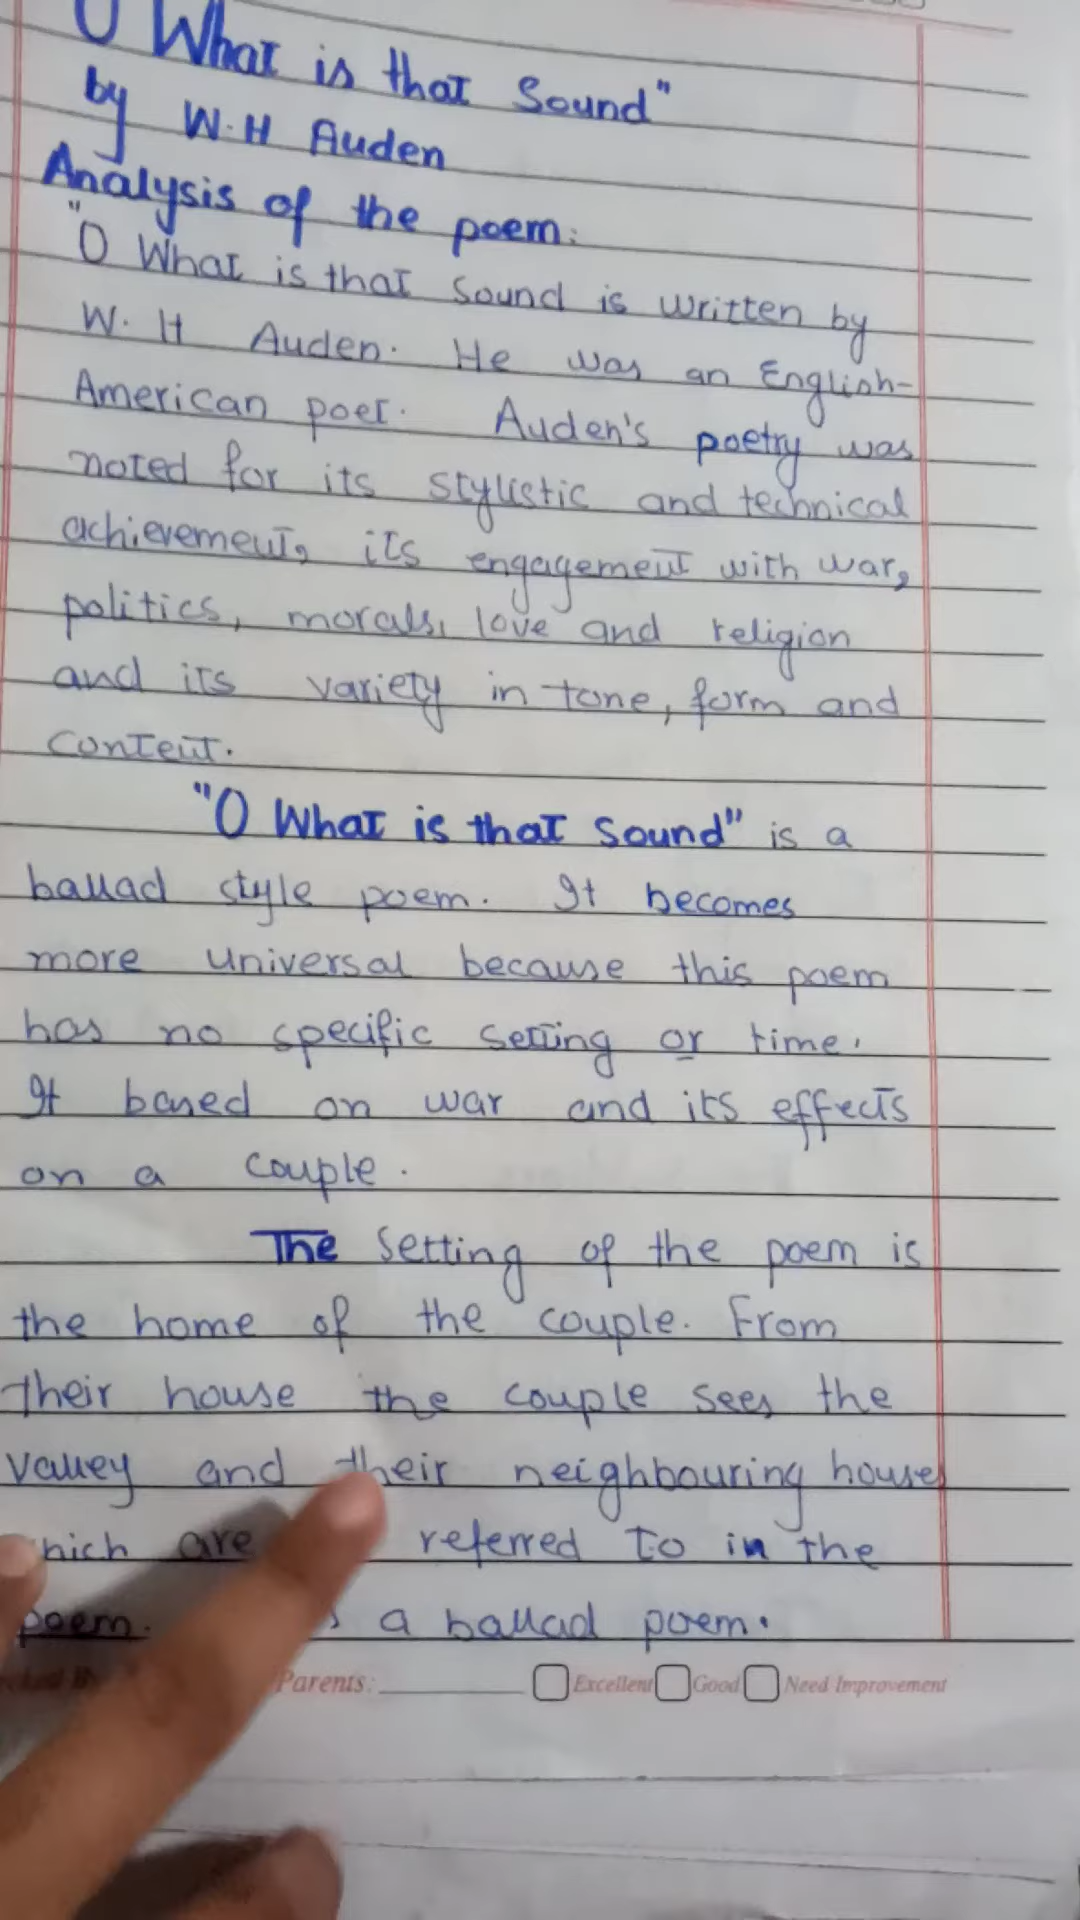 O What is that Sound"
by W.H Auden
Analysis of the poem:
"O What is that Sound is written by
W. H Auden. He was an English-
American poet. Auden's poetry was
noted for its stylistic and technical
achievement, its engagement with war,
politics, morals, love and religion
and its variety in tone, form and
content.
"O What is that Sound" is a
ballad style poem. It becomes
more universal because this poem
has no specific setting or time.
It based on war and its effects
on a couple.
The Setting of the poem is
the home of the couple. From
their house the couple sees the
valley and their neighbouring house
are referred to in the
poem. a ballad poem.
Parents: Excellent Good Need Improvement